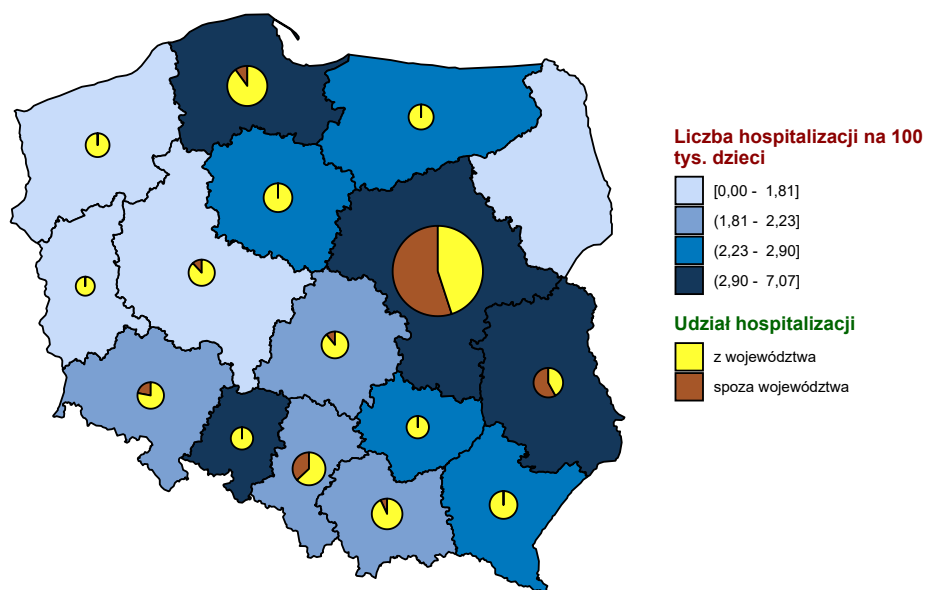 Liczba hospitalizacji na 100
tys. dzieci
[0,00 - 1,81]
(1,81 - 2,23]
(2,23 - 2,90]
(2,90 - 7,07]
Udział hospitalizacji
z województwa
spoza województwa